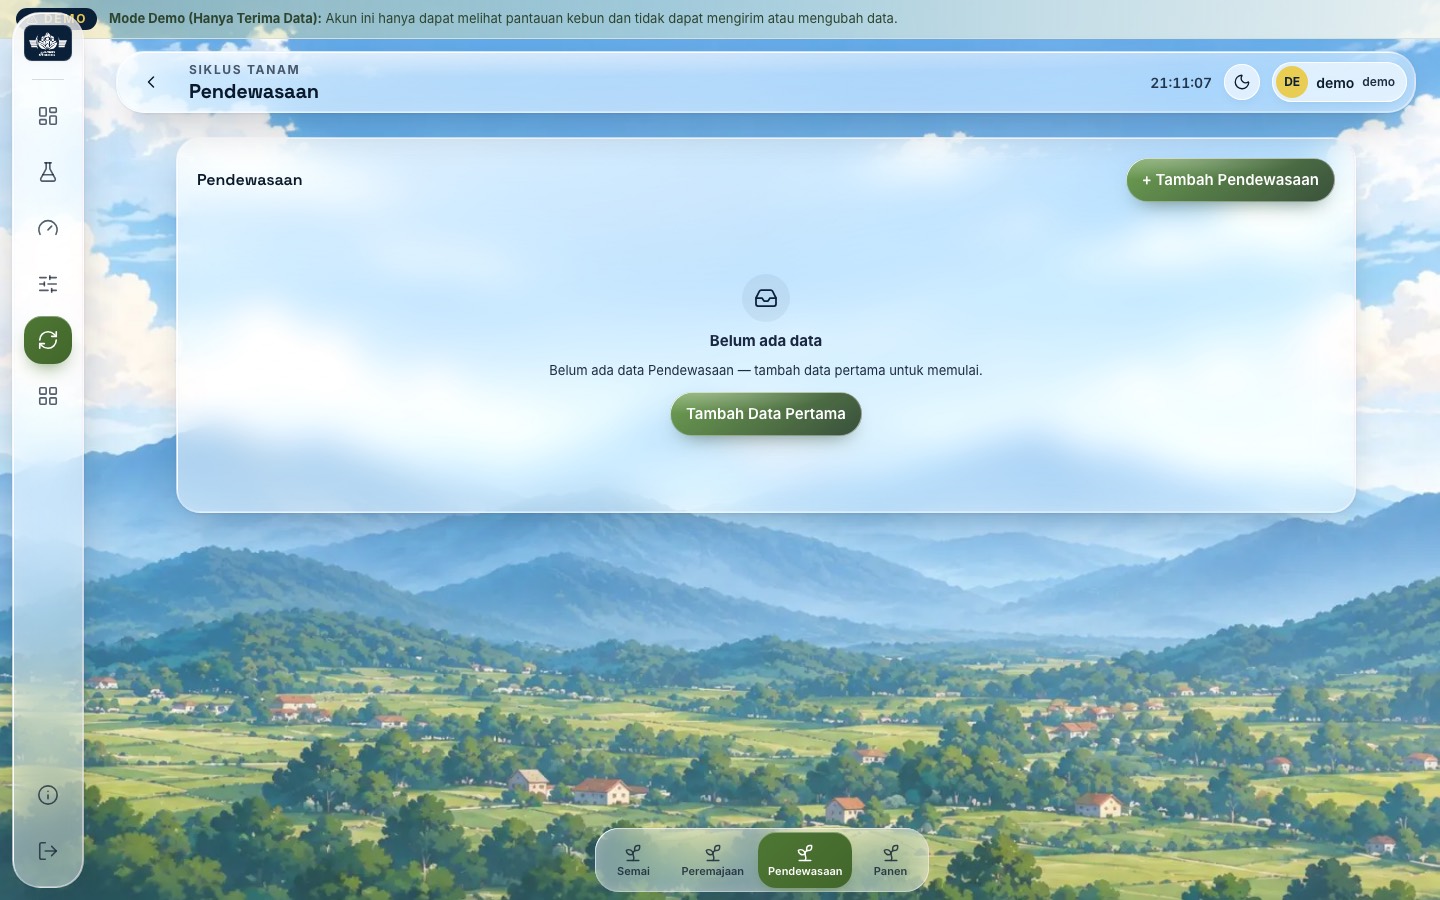 DEMO
Mode Demo (Hanya Terima Data): Akun ini hanya dapat melihat pantauan kebun dan tidak dapat mengirim atau mengubah data.
SIKLUS TANAM
Pendewasaan
21:11:07
DE demo demo
Pendewasaan
+ Tambah Pendewasaan
Belum ada data
Belum ada data Pendewasaan — tambah data pertama untuk memulai.
Tambah Data Pertama
Semai
Peremajaan
Pendewasaan
Panen